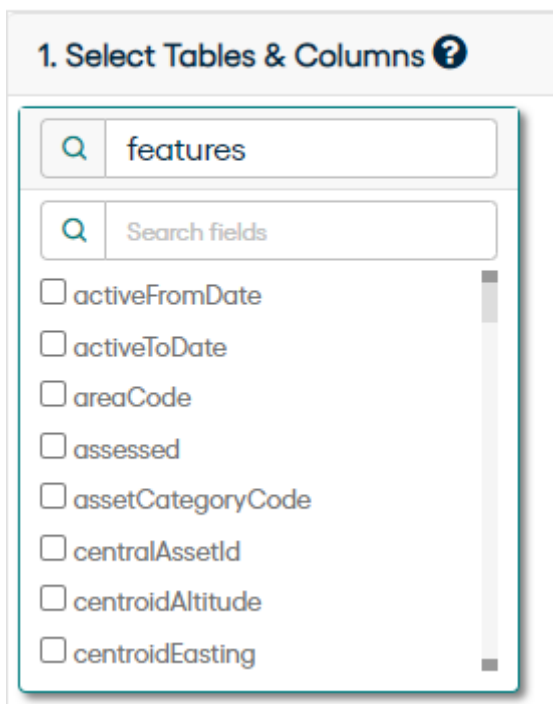 1. Select Tables & Columns ?
features
Search fields
activeFromDate
activeToDate
areaCode
assessed
assetCategoryCode
centralAssetId
centroidAltitude
centroidEasting